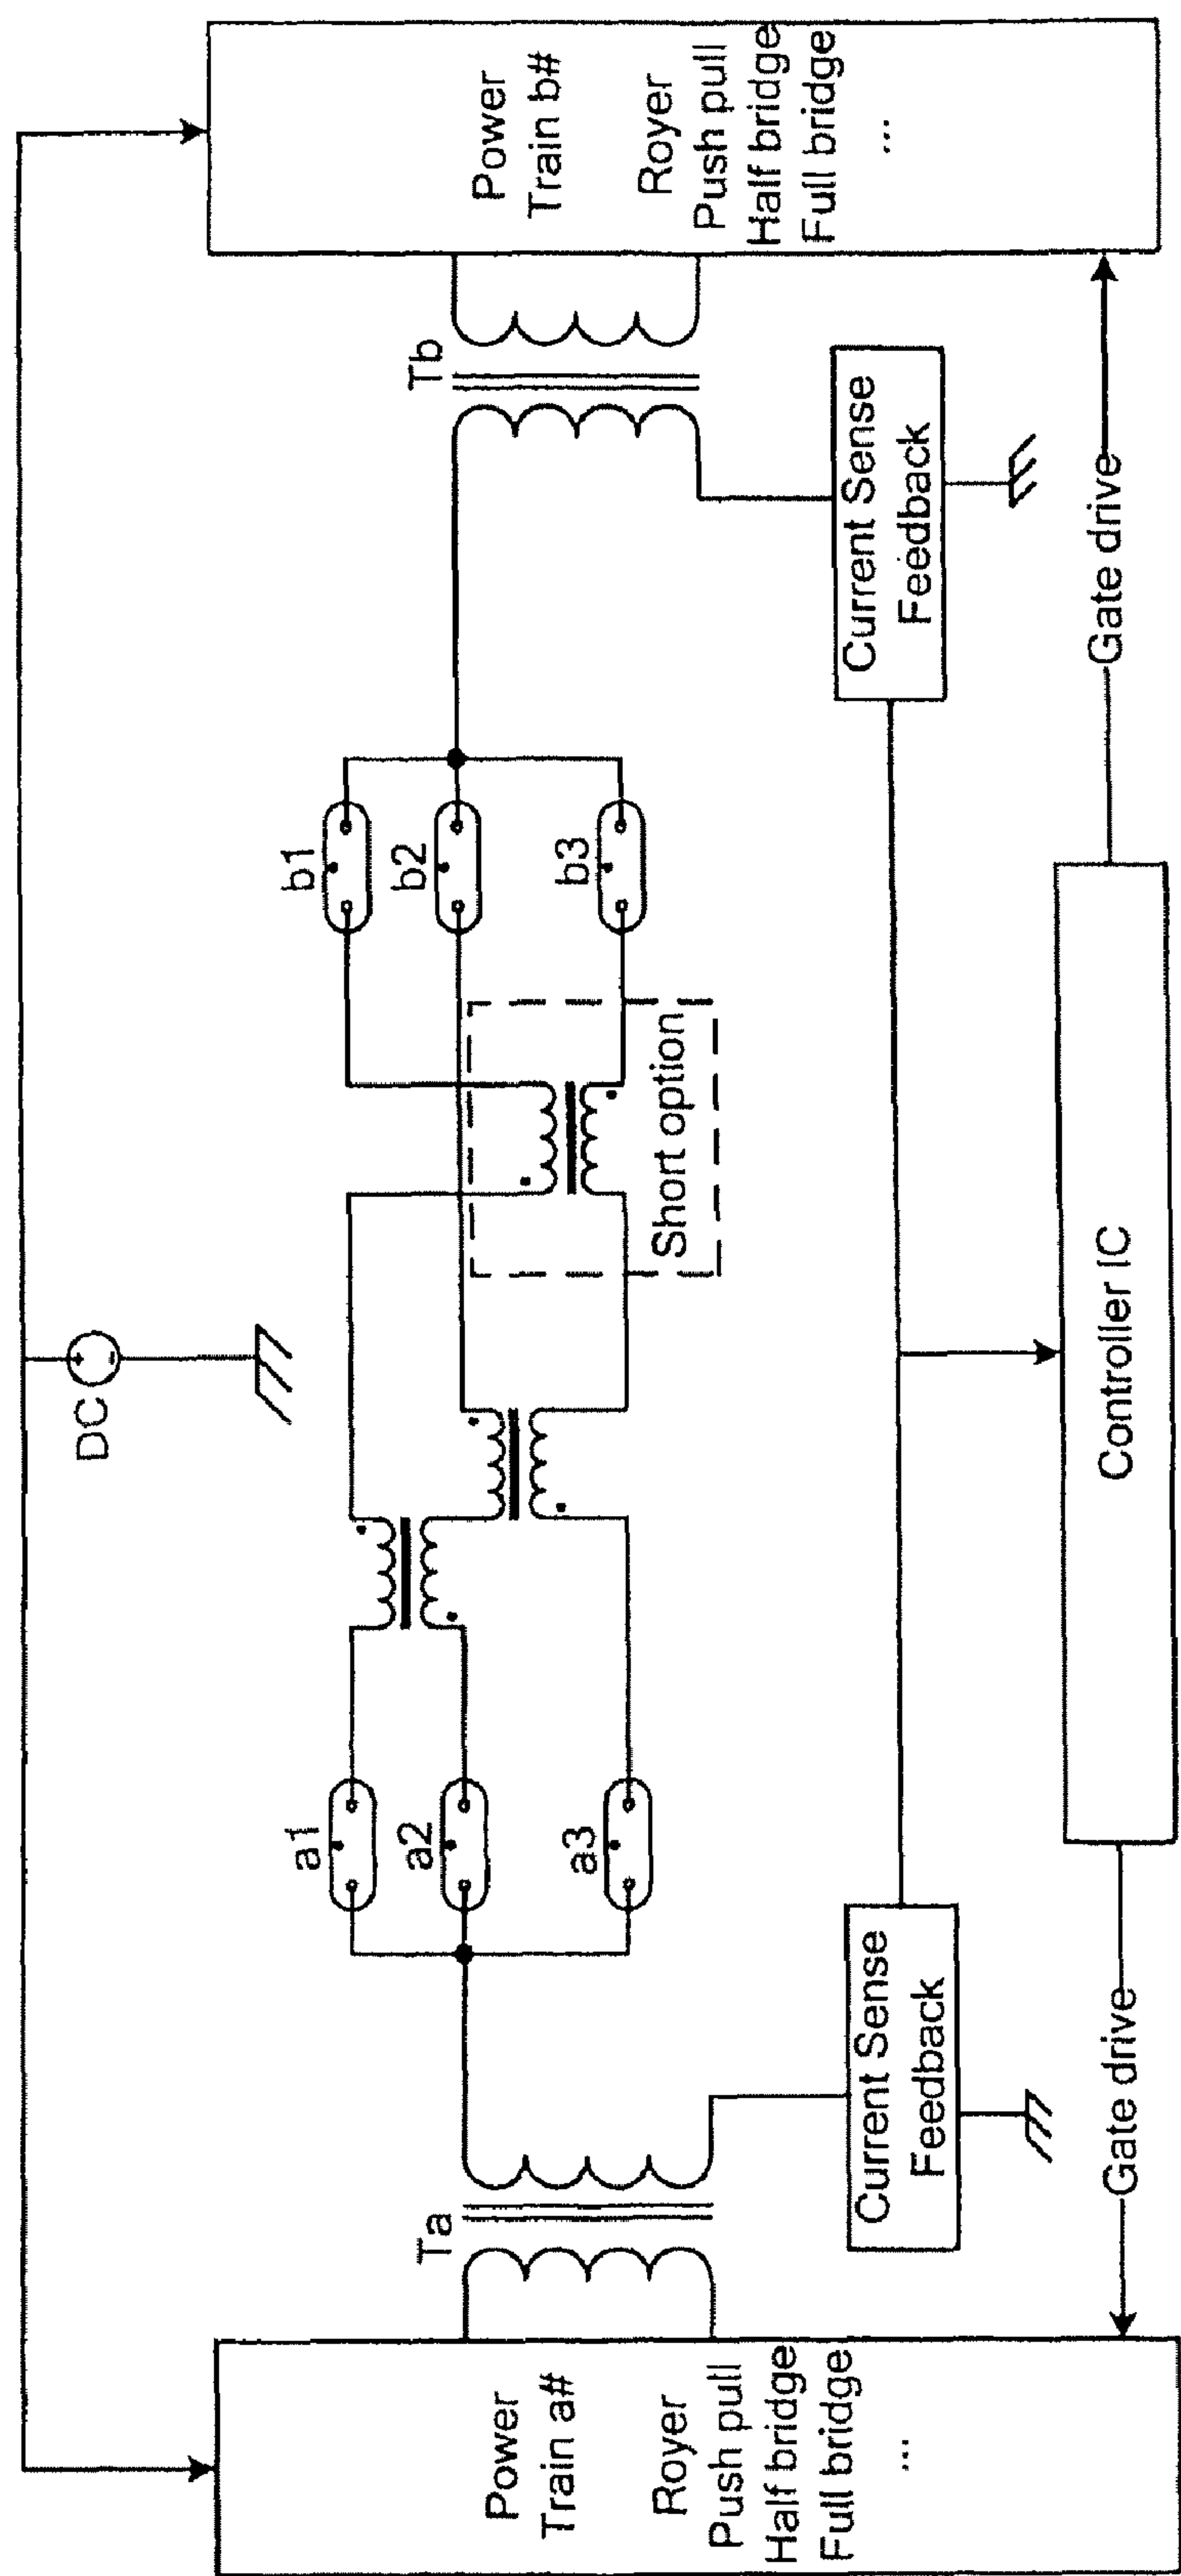 DC
+
-
Power
Train a#
Royer
Push pull
Half bridge
Full bridge
...
Ta
a1
a2
a3
Short option
b1
b2
b3
Tb
Power
Train b#
Royer
Push pull
Half bridge
Full bridge
...
Current Sense
Feedback
Current Sense
Feedback
Gate drive
Controller IC
Gate drive